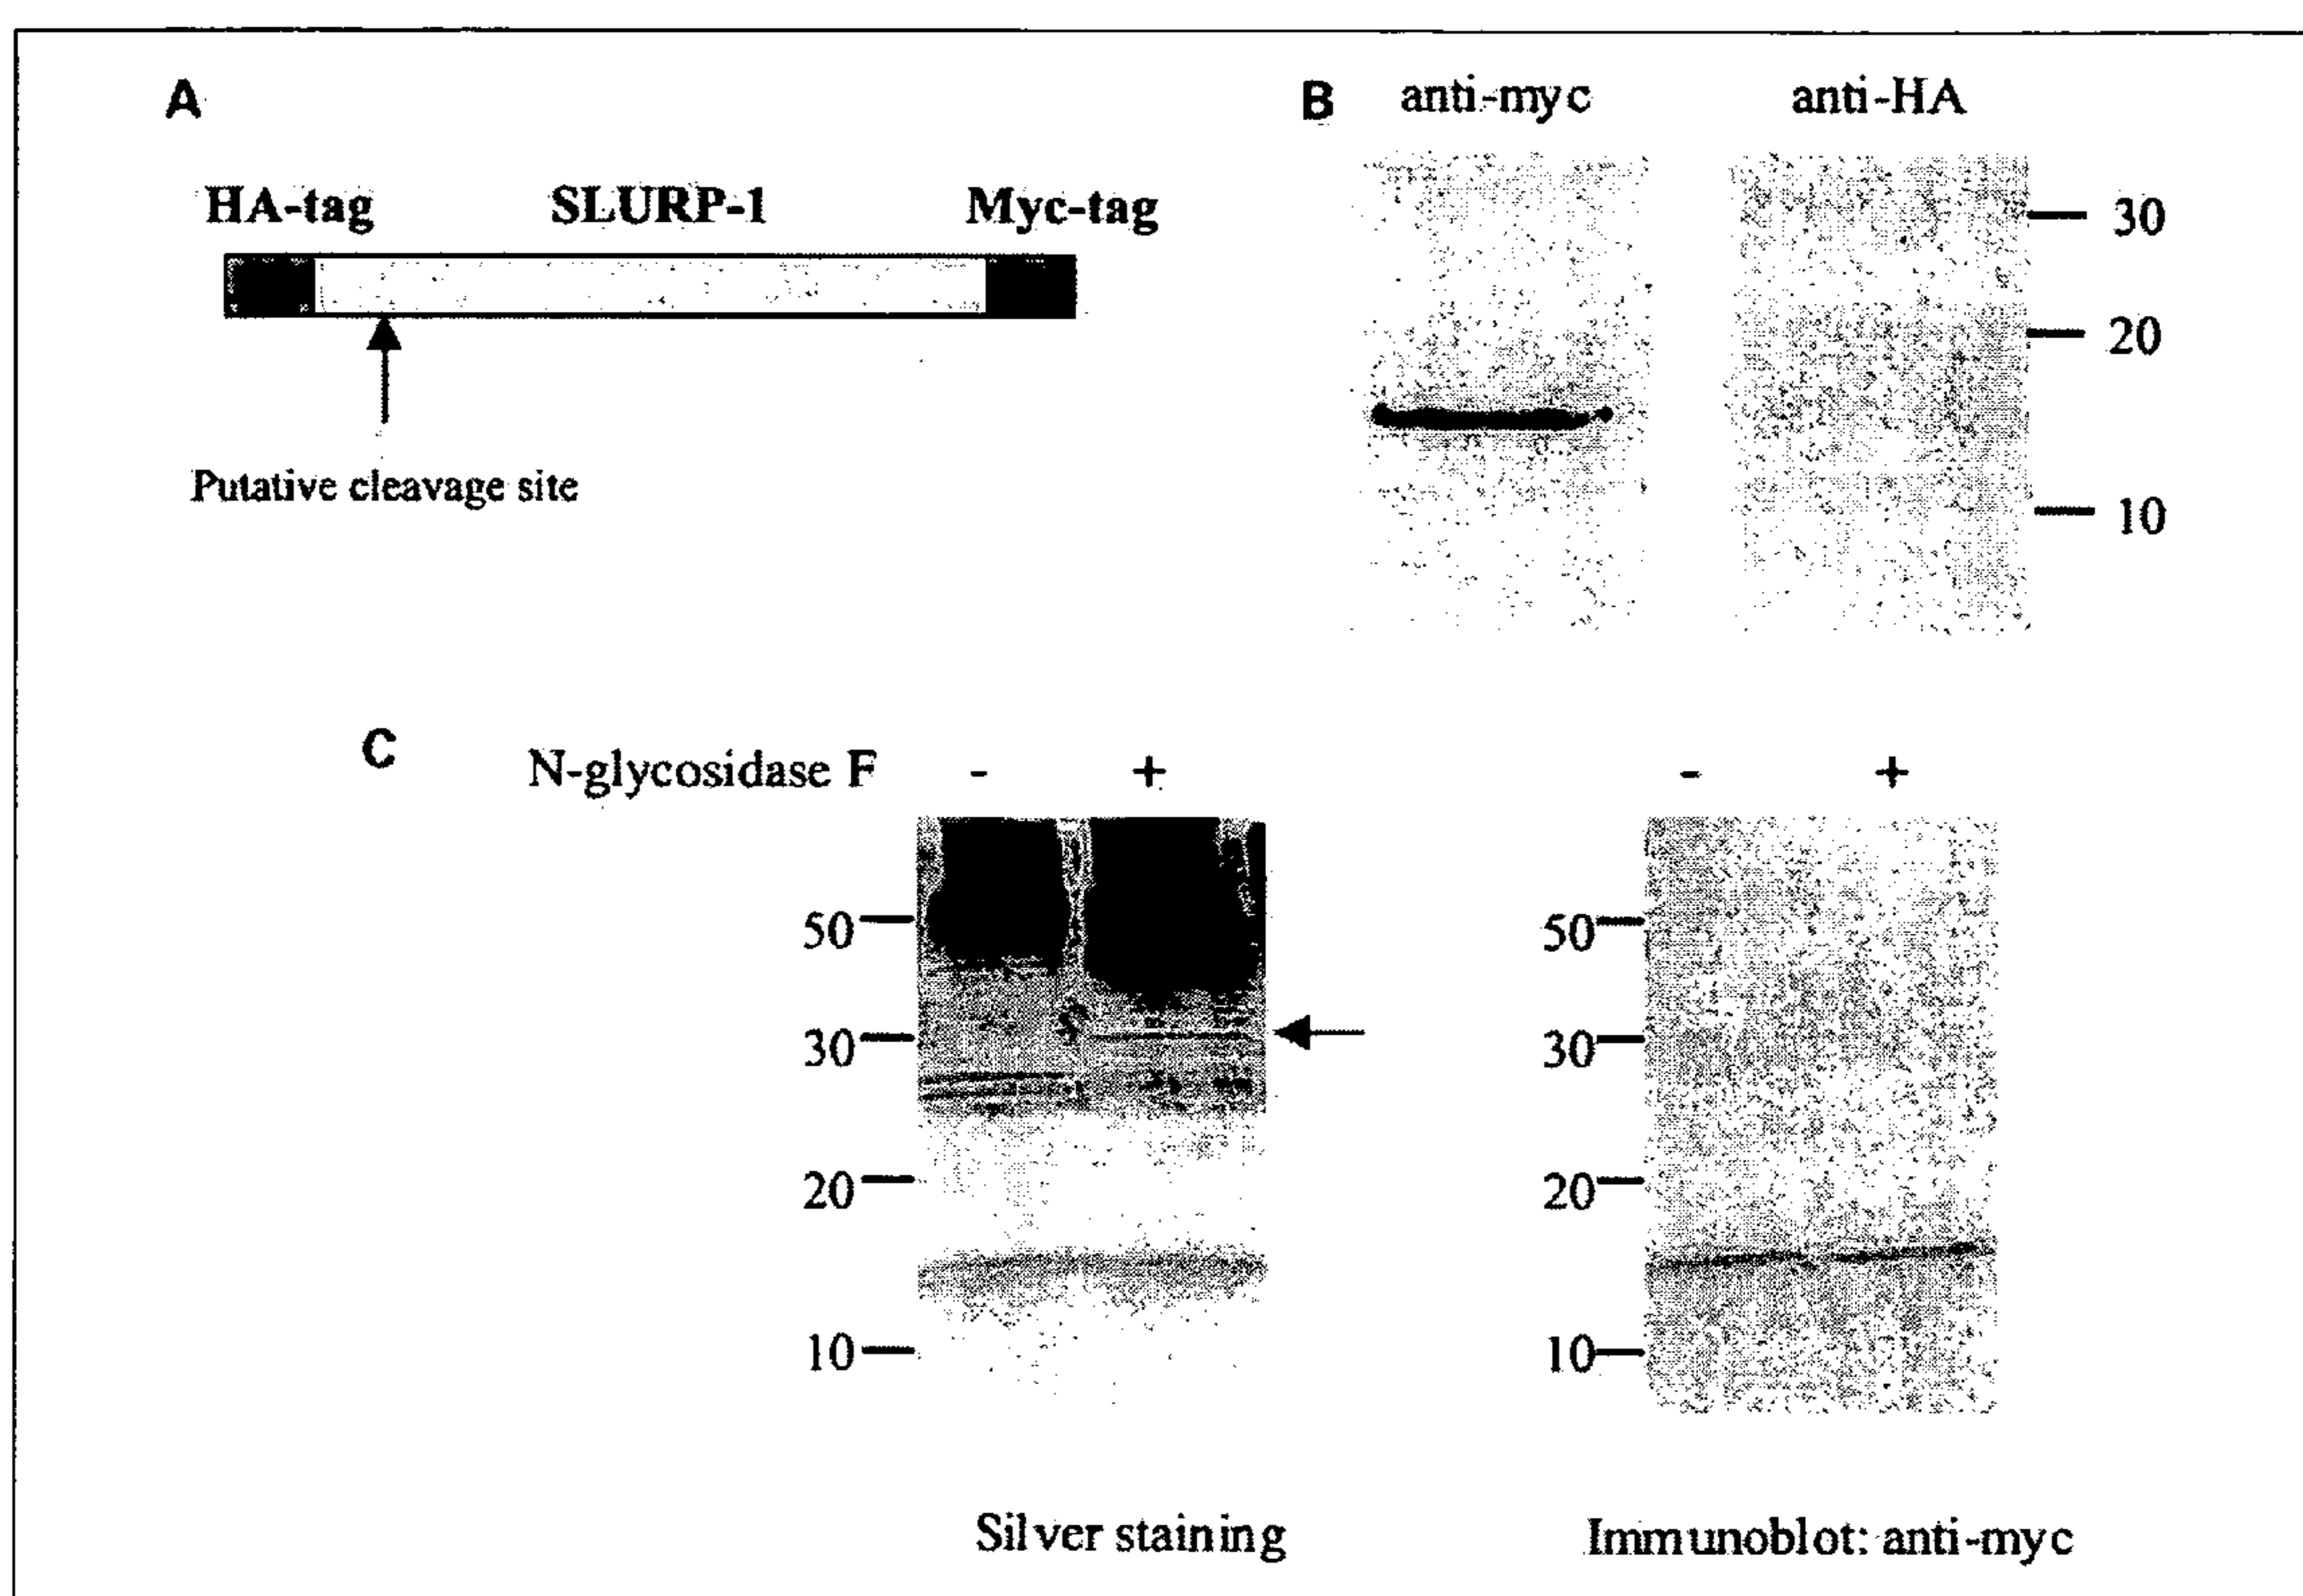 A
HA-tag SLURP-1 Myc-tag
Putative cleavage site
B anti-myc anti-HA
30
20
10
C N-glycosidase F - + - +
50 50
30 30
20 20
10 10
Silver staining Immunoblot: anti-myc